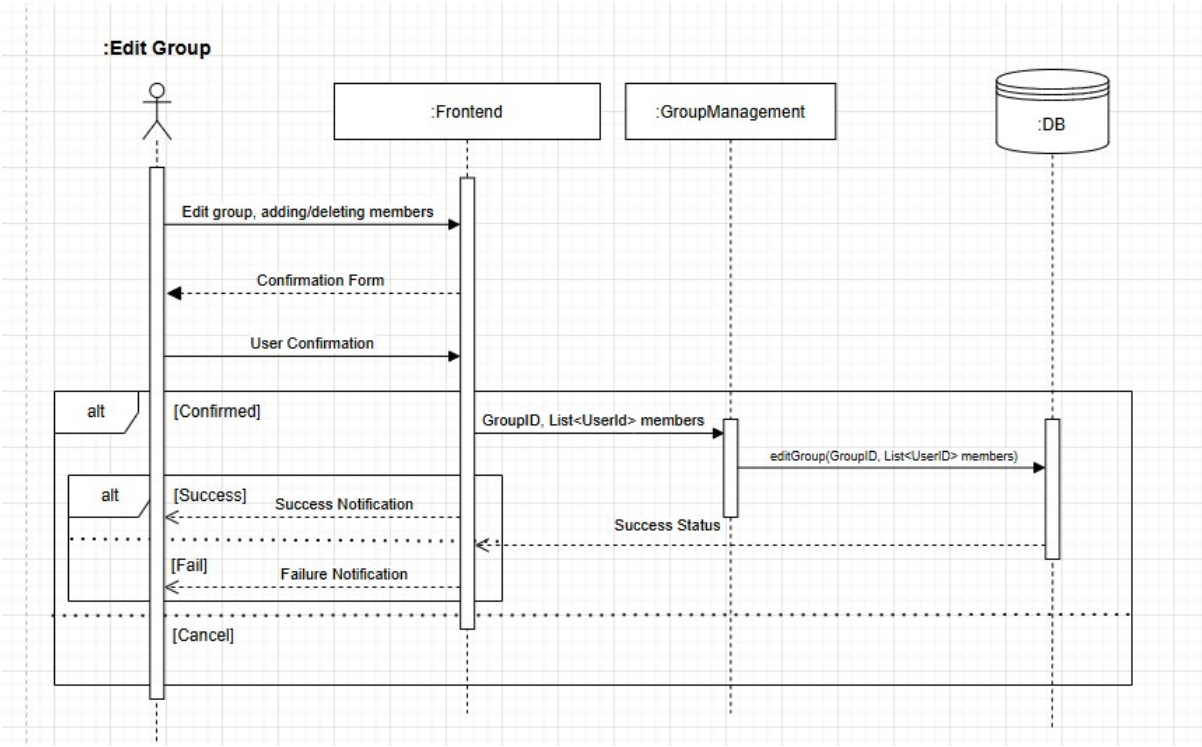 :Edit Group
:Frontend
:GroupManagement
:DB
Edit group, adding/deleting members
Confirmation Form
User Confirmation
alt
[Confirmed]
GroupID, List<UserId> members
editGroup(GroupID, List<UserID> members)
alt
[Success]
Success Notification
Success Status
[Fail]
Failure Notification
[Cancel]